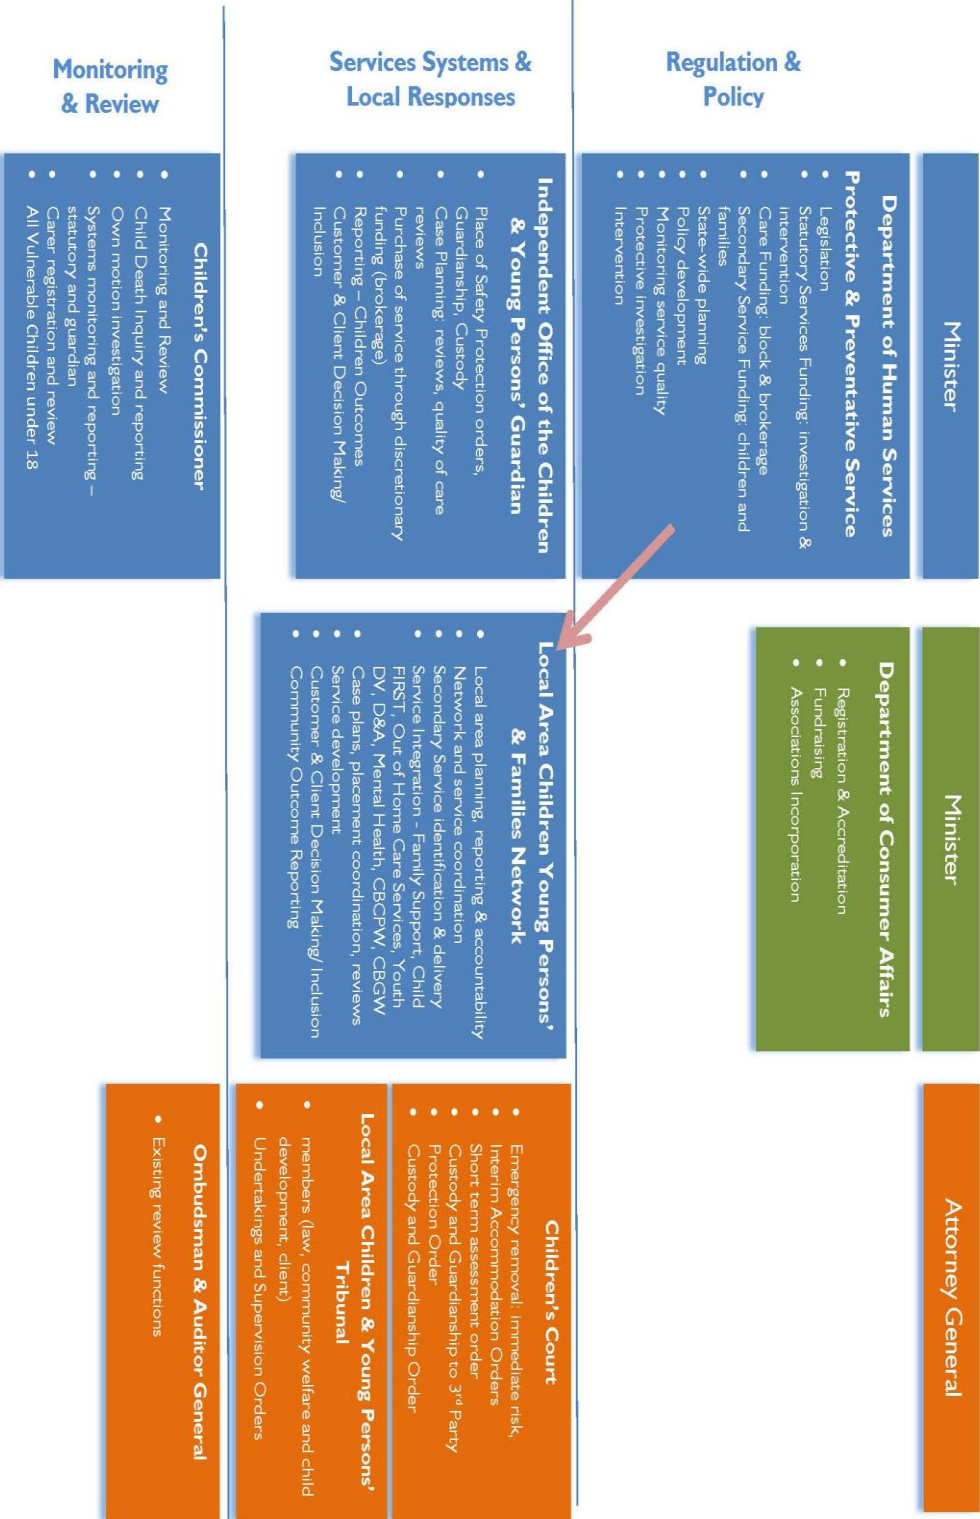 Regulation &
Policy
Minister
Department of Human Services
Protective & Preventative Service
• Legislation
• Statutory Services Funding: investigation &
intervention
• Care Funding: block & brokerage
• Secondary Service Funding: children and
families
• State-wide planning
• Policy development
• Monitoring service quality
• Protective investigation
• Intervention
Minister
Department of Consumer Affairs
• Registration & Accreditation
• Fundraising
• Associations Incorporation
Attorney General
Services Systems &
Local Responses
Independent Office of the Children
& Young Persons' Guardian
• Place of Safety Protection orders,
Guardianship, Custody
• Case Planning: reviews, quality of care
reviews
• Purchase of service through discretionary
funding (brokerage)
• Reporting – Children Outcomes
• Customer & Client Decision Making/
Inclusion
Local Area Children Young Persons'
& Families Network
• Local area planning, reporting & accountability
• Network and service coordination
• Secondary Service identification & delivery
• Service Integration - Family Support, Child
FIRST, Out of Home Care Services, Youth
DV, D&A, Mental Health, CBCPW, CBGW
• Case plans, placement coordination, reviews
• Service development
• Customer & Client Decision Making/ Inclusion
• Community Outcome Reporting
Children's Court
• Emergency removal: immediate risk,
• Interim Accommodation Orders
• Short term assessment order
• Custody and Guardianship to 3rd Party
• Protection Order
• Custody and Guardianship Order
Local Area Children & Young Persons'
Tribunal
• members (law, community welfare and child
development, client)
• Undertakings and Supervision Orders
Monitoring
& Review
Children's Commissioner
• Monitoring and Review
• Child Death Inquiry and reporting
• Own motion investigation
• Systems monitoring and reporting –
statutory and guardian
• Carer registration and review
• All Vulnerable Children under 18
Ombudsman & Auditor General
• Existing review functions